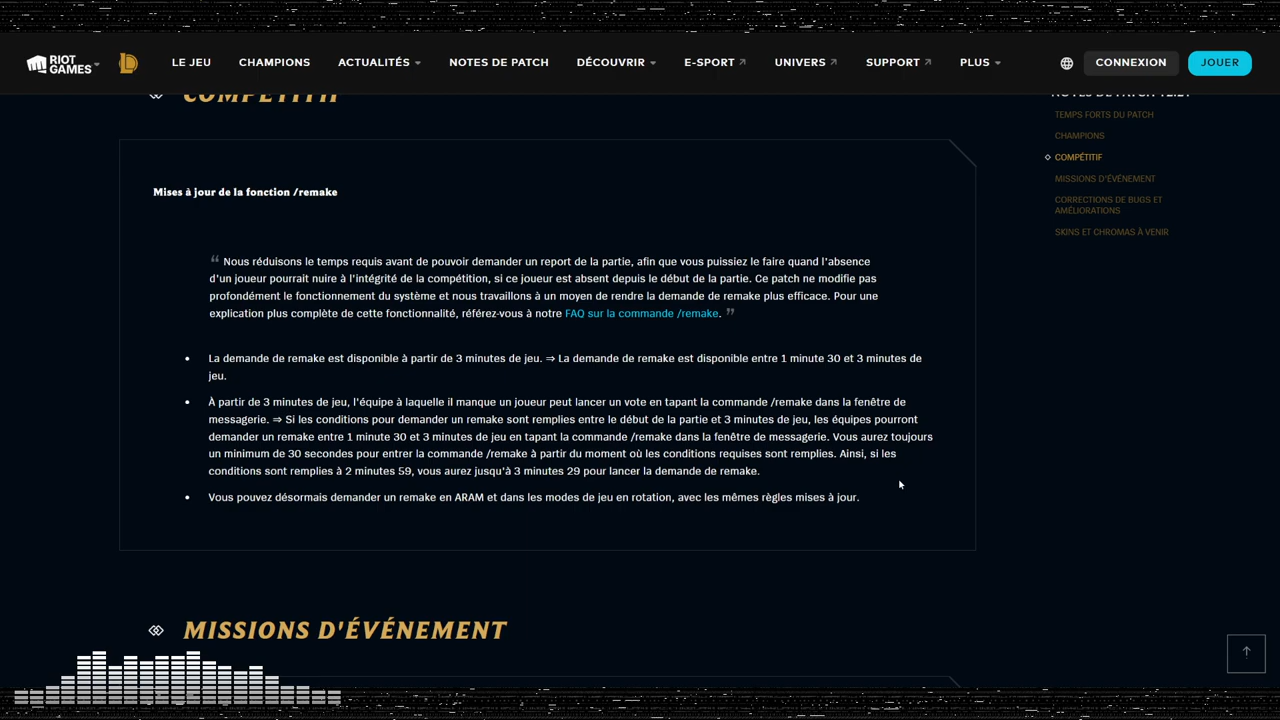 RIOT GAMES
LE JEU CHAMPIONS ACTUALITÉS NOTES DE PATCH DÉCOUVRIR E-SPORT UNIVERS SUPPORT PLUS CONNEXION JOUER
COMPÉTITIF
NOTES DE PATCH 12.21
TEMPS FORTS DU PATCH
CHAMPIONS
COMPÉTITIF
MISSIONS D'ÉVÉNEMENT
CORRECTIONS DE BUGS ET
AMÉLIORATIONS
SKINS ET CHROMAS À VENIR
Mises à jour de la fonction /remake
“ Nous réduisons le temps requis avant de pouvoir demander un report de la partie, afin que vous puissiez le faire quand l'absence
d'un joueur pourrait nuire à l'intégrité de la compétition, si ce joueur est absent depuis le début de la partie. Ce patch ne modifie pas
profondément le fonctionnement du système et nous travaillons à un moyen de rendre la demande de remake plus efficace. Pour une
explication plus complète de cette fonctionnalité, référez-vous à notre FAQ sur la commande /remake. ”
• La demande de remake est disponible à partir de 3 minutes de jeu. ⇒ La demande de remake est disponible entre 1 minute 30 et 3 minutes de
jeu.
• À partir de 3 minutes de jeu, l'équipe à laquelle il manque un joueur peut lancer un vote en tapant la commande /remake dans la fenêtre de
messagerie. ⇒ Si les conditions pour demander un remake sont remplies entre le début de la partie et 3 minutes de jeu, les équipes pourront
demander un remake entre 1 minute 30 et 3 minutes de jeu en tapant la commande /remake dans la fenêtre de messagerie. Vous aurez toujours
un minimum de 30 secondes pour entrer la commande /remake à partir du moment où les conditions requises sont remplies. Ainsi, si les
conditions sont remplies à 2 minutes 59, vous aurez jusqu'à 3 minutes 29 pour lancer la demande de remake.
• Vous pouvez désormais demander un remake en ARAM et dans les modes de jeu en rotation, avec les mêmes règles mises à jour.
MISSIONS D'ÉVÉNEMENT